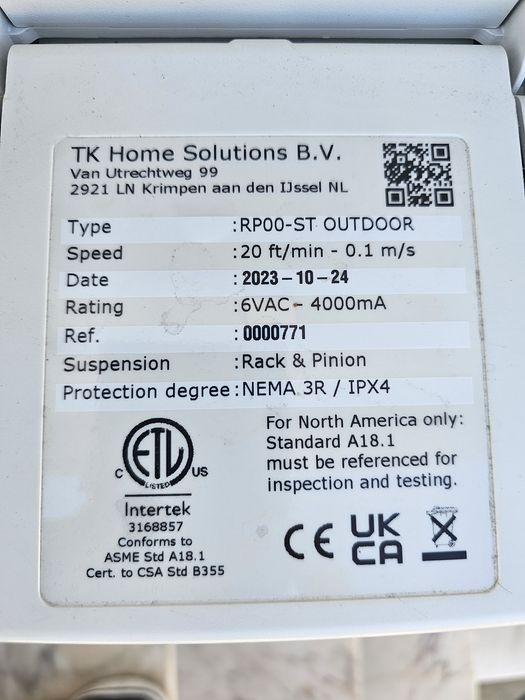 TK Home Solutions B.V.
Van Utrechtweg 99
2921 LN Krimpen aan den IJssel NL
Type :RP00-ST OUTDOOR
Speed :20 ft/min - 0.1 m/s
Date :2023-10-24
Rating :6VAC - 4000mA
Ref. :0000771
Suspension :Rack & Pinion
Protection degree :NEMA 3R / IPX4
ETL
LISTED
C US
Intertek
3168857
Conforms to
ASME Std A18.1
Cert. to CSA Std B355
For North America only:
Standard A18.1
must be referenced for
inspection and testing.
CE
UK
CA